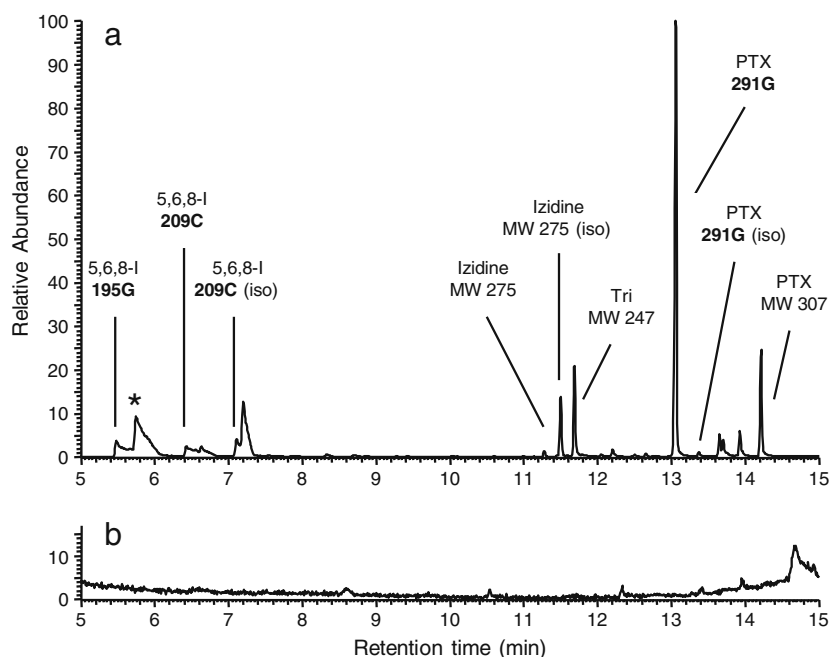 a
100
90
80
70
60
50
40
30
20
10
0
Relative Abundance
5,6,8-I
195G
*
5,6,8-I
209C
5,6,8-I
209C (iso)
Izidine
MW 275
Izidine
MW 275 (iso)
Tri
MW 247
PTX
291G
PTX
291G (iso)
PTX
MW 307
5 6 7 8 9 10 11 12 13 14 15
b
10
0
5 6 7 8 9 10 11 12 13 14 15
Retention time (min)